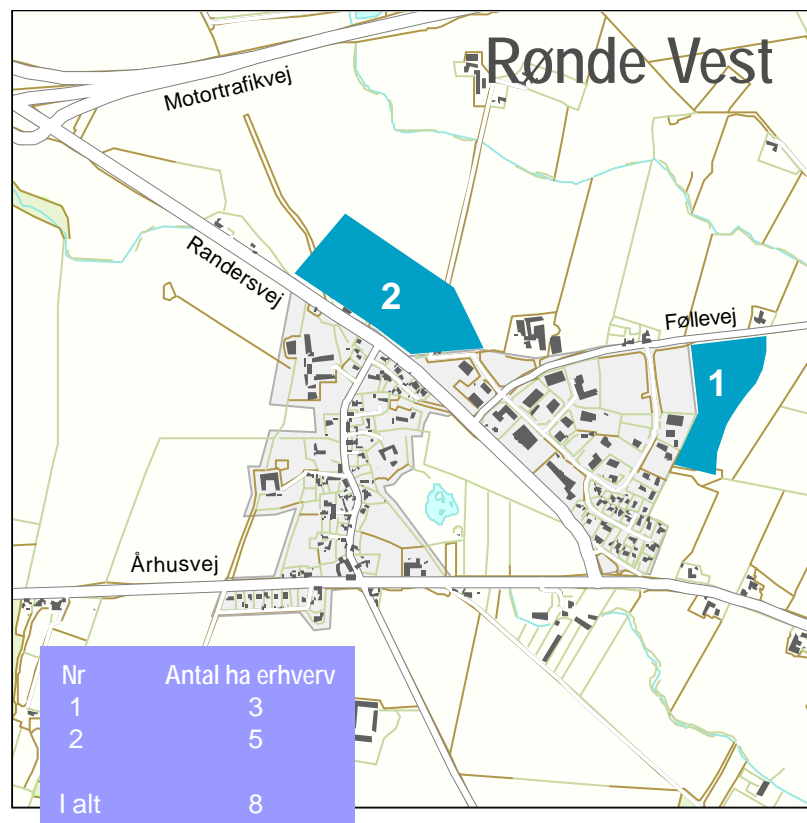 Rønde Vest
Motortrafikvej
Randersvej
2
Føllevej
1
Århusvej
Nr Antal ha erhverv
1 3
2 5
I alt 8